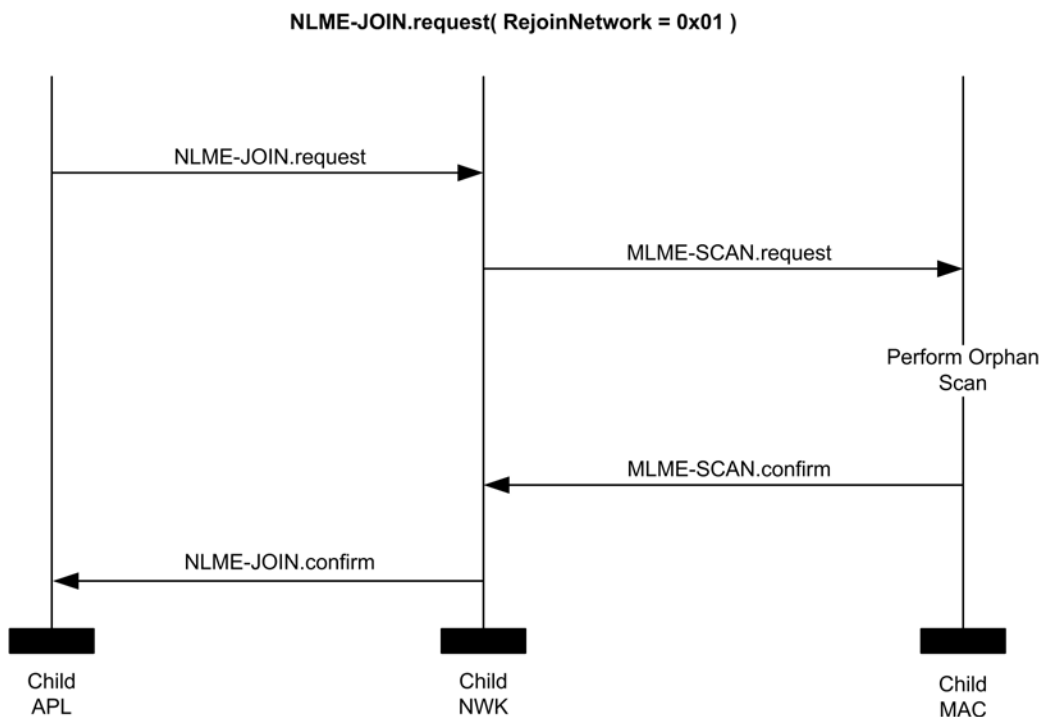 NLME-JOIN.request( RejoinNetwork = 0x01 )
NLME-JOIN.request
MLME-SCAN.request
Perform Orphan
Scan
MLME-SCAN.confirm
NLME-JOIN.confirm
Child
APL
Child
NWK
Child
MAC